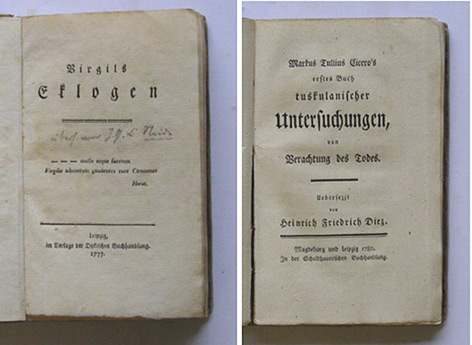 Virgils
Eklogen
— — — molle atque facetum
Virgilio adnuerunt gaudentes rure Camoenae
Horat.
Leipzig,
im Verlage der Dykischen Buchhandlung.
1777.
Markus Tullius Cicero's
erstes Buch
tuskulanischer
Untersuchungen,
von
Verachtung des Todes.
Uebersezt
von
Heinrich Friedrich Diez.
Magdeburg und Leipzig 1780.
In der Scheidhauerischen Buchhandlung.